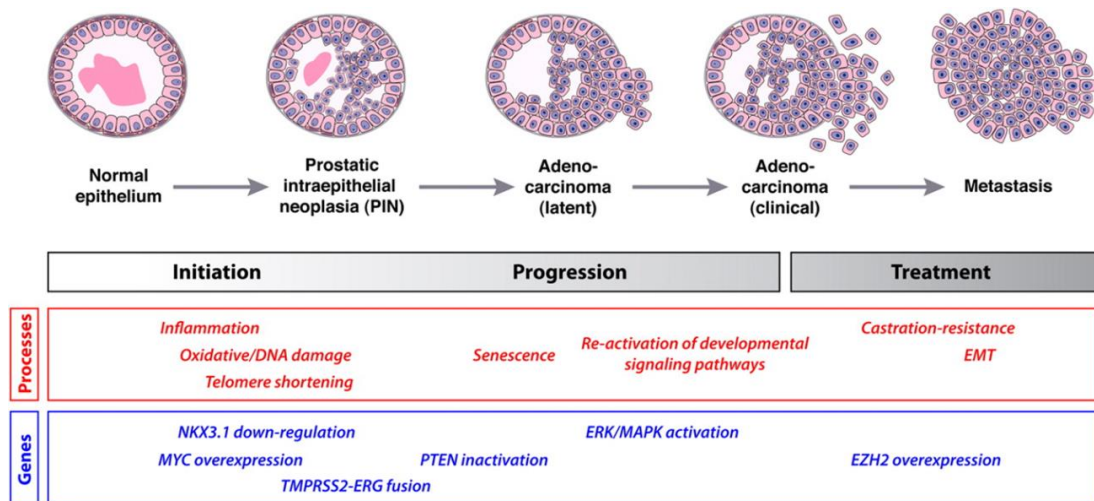 Normal
epithelium
Prostatic
intraepithelial
neoplasia (PIN)
Adeno-
carcinoma
(latent)
Adeno-
carcinoma
(clinical)
Metastasis
Initiation
Progression
Treatment
Processes
Inflammation
Oxidative/DNA damage
Telomere shortening
Senescence
Re-activation of developmental
signaling pathways
Castration-resistance
EMT
Genes
NKX3.1 down-regulation
MYC overexpression
TMPRSS2-ERG fusion
PTEN inactivation
ERK/MAPK activation
EZH2 overexpression